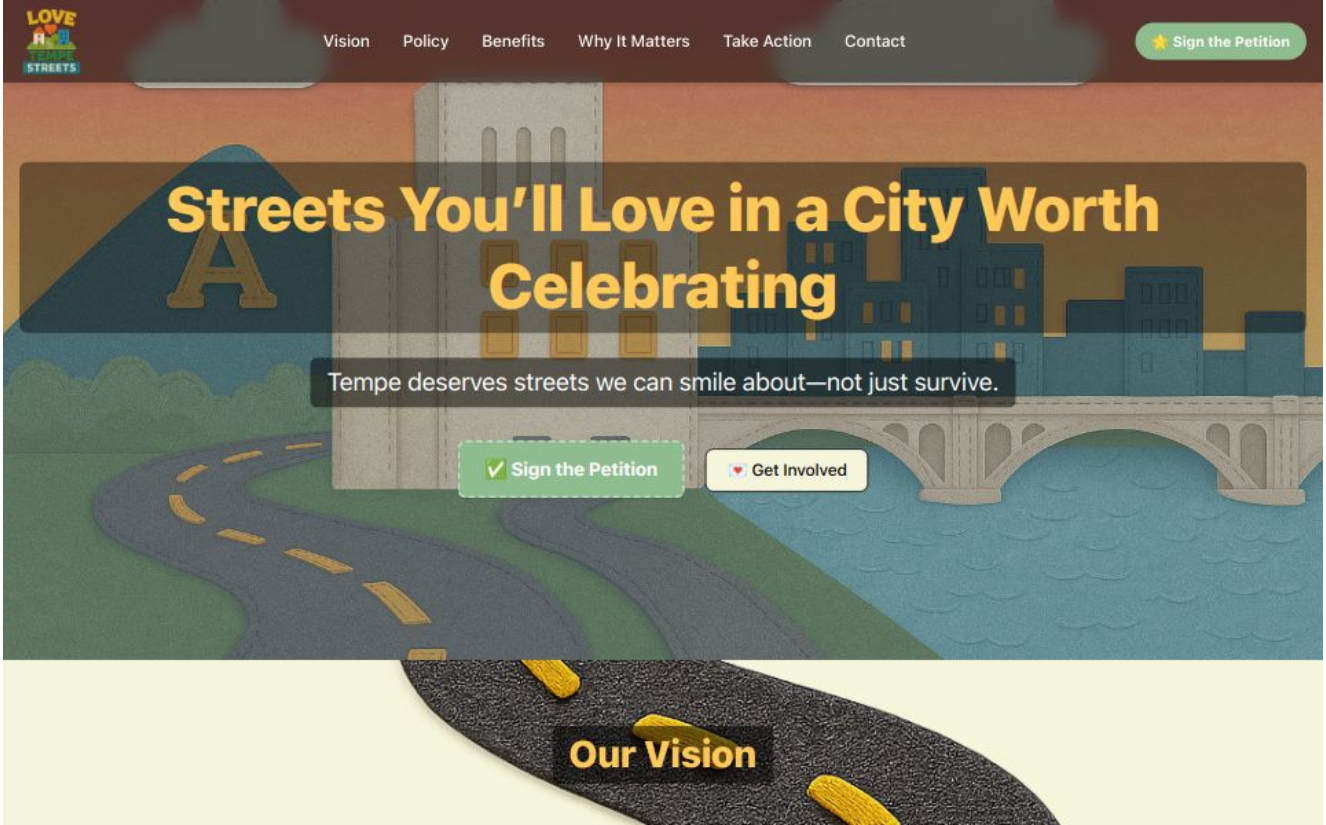 LOVE
TEMPE
STREETS
Vision
Policy
Benefits
Why It Matters
Take Action
Contact
Sign the Petition
Streets You’ll Love in a City Worth
Celebrating
A
Tempe deserves streets we can smile about—not just survive.
Sign the Petition
Get Involved
Our Vision